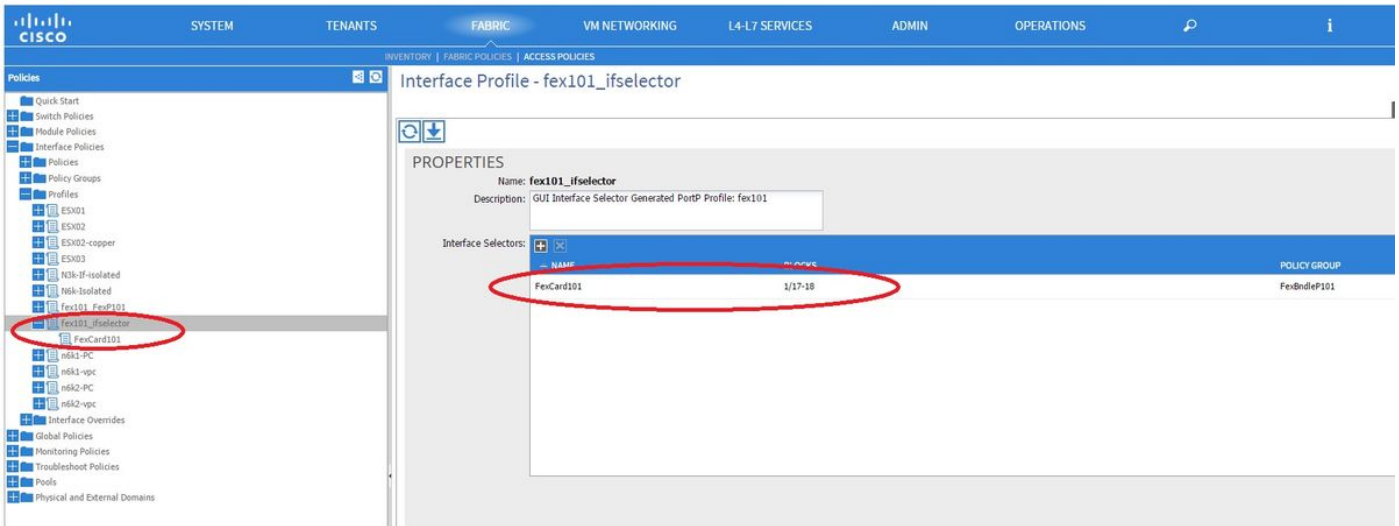 CISCO
SYSTEM TENANTS FABRIC VM NETWORKING L4-L7 SERVICES ADMIN OPERATIONS i
INVENTORY | FABRIC POLICIES | ACCESS POLICIES
Policies
Quick Start
Switch Policies
Module Policies
Interface Policies
Policies
Policy Groups
Profiles
ESX01
ESX02
ESX02-copper
ESX03
N3k-If-isolated
N6k-Isolated
fex101_FexP101
fex101_ifselector
FexCard101
n6k1-PC
n6k1-vpc
n6k2-PC
n6k2-vpc
Interface Overrides
Global Policies
Monitoring Policies
Troubleshoot Policies
Pools
Physical and External Domains
Interface Profile - fex101_ifselector
PROPERTIES
Name: fex101_ifselector
Description: GUI Interface Selector Generated PortP Profile: fex101
Interface Selectors:
NAME BLOCKS POLICY GROUP
FexCard101 1/17-18 FexBndleP101